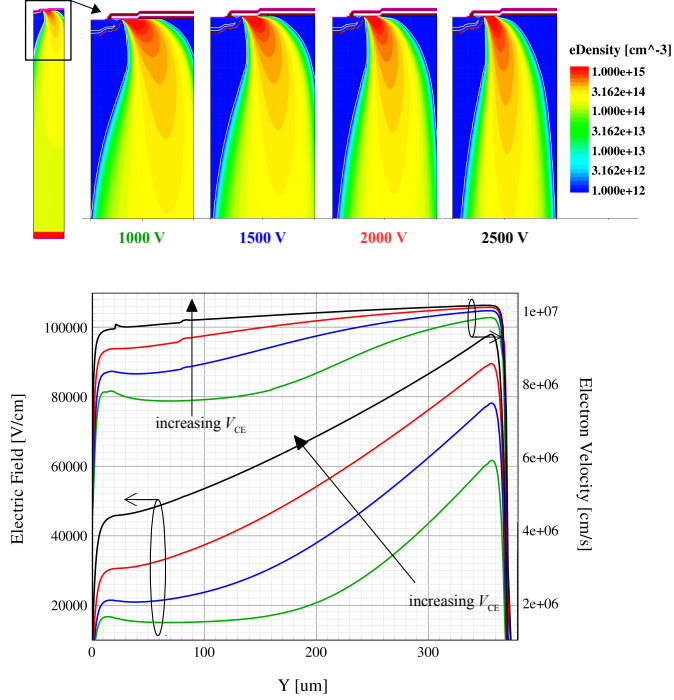 eDensity [cm^-3]
1.000e+15
3.162e+14
1.000e+14
3.162e+13
1.000e+13
3.162e+12
1.000e+12
1000 V 1500 V 2000 V 2500 V
100000
80000
60000
40000
20000
Electric Field [V/cm]
increasing VCE
increasing VCE
1e+07
8e+06
6e+06
4e+06
2e+06
Electron Velocity [cm/s]
0 100 200 300
Y [um]